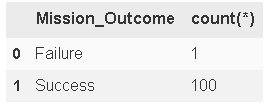 Mission_Outcome count(*)
0 Failure 1
1 Success 100